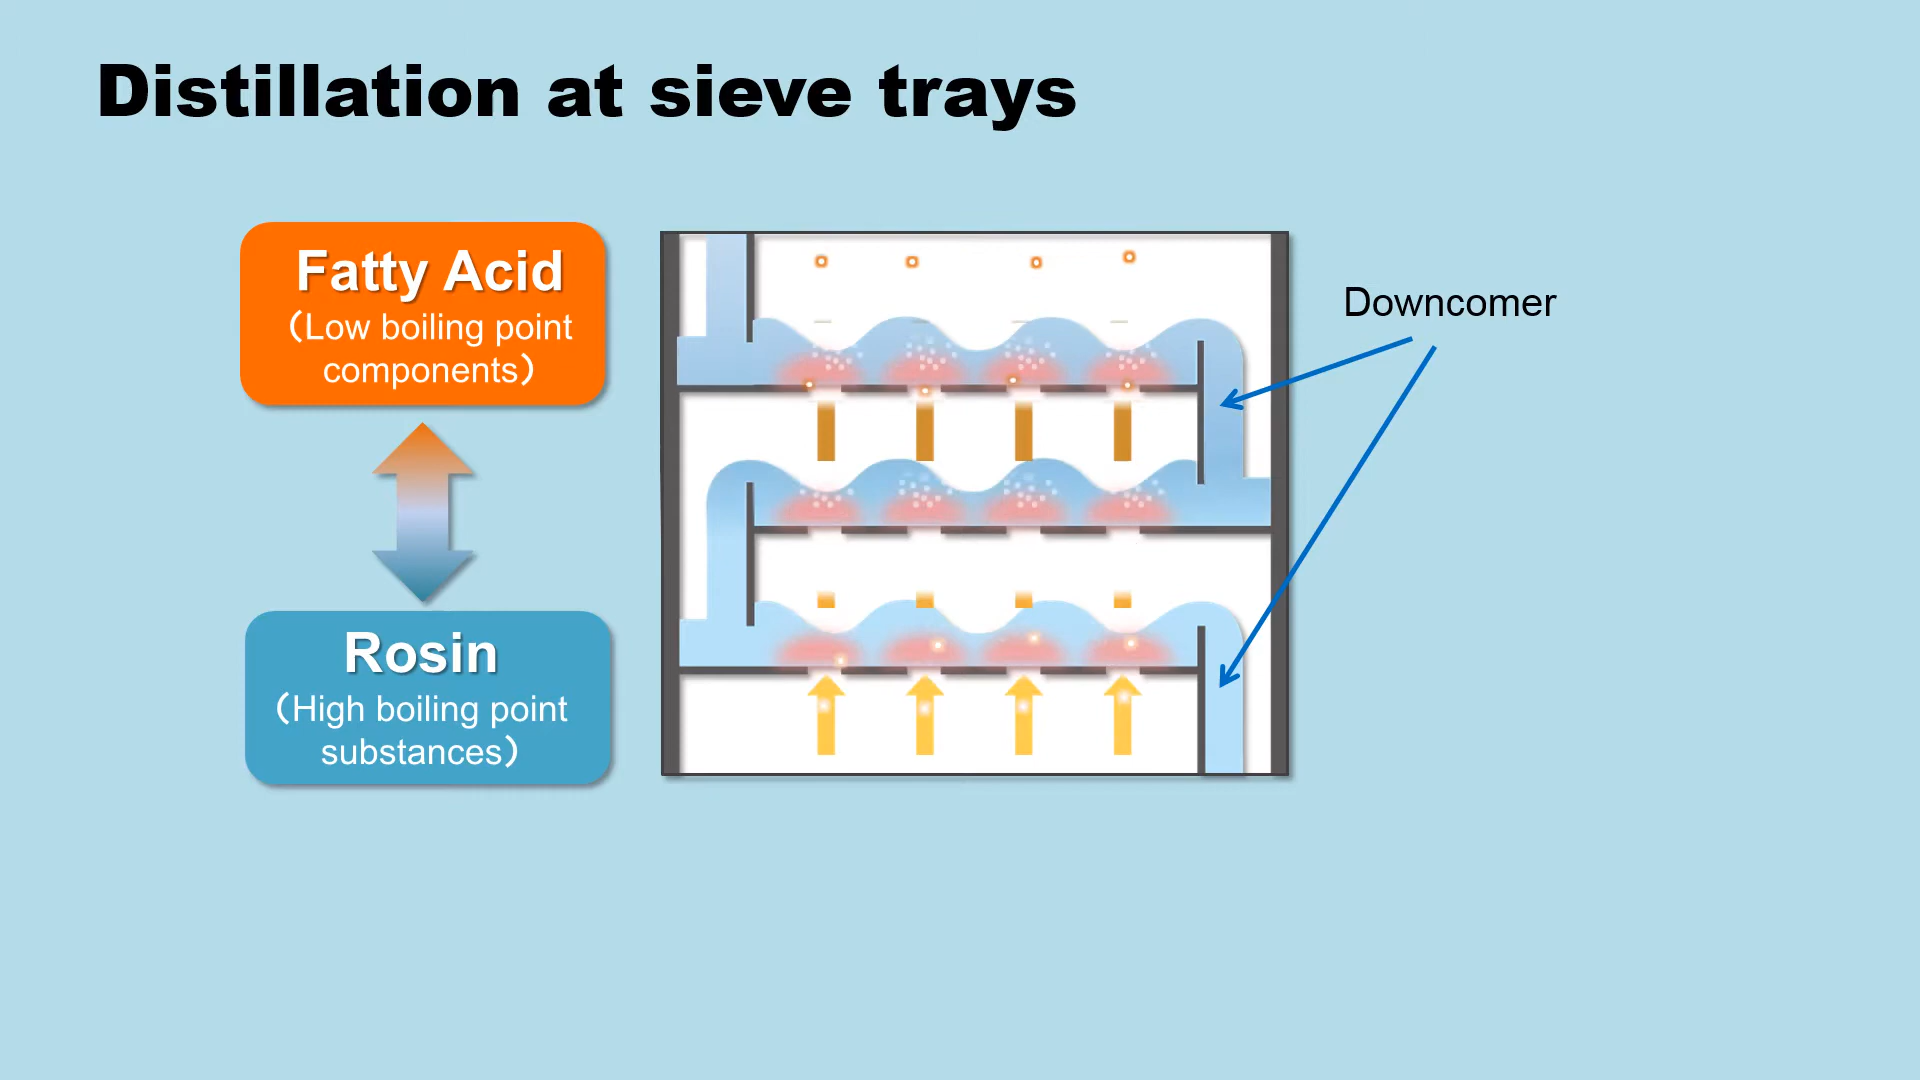 Distillation at sieve trays
Fatty Acid
（Low boiling point
components）
Downcomer
Rosin
（High boiling point
substances）